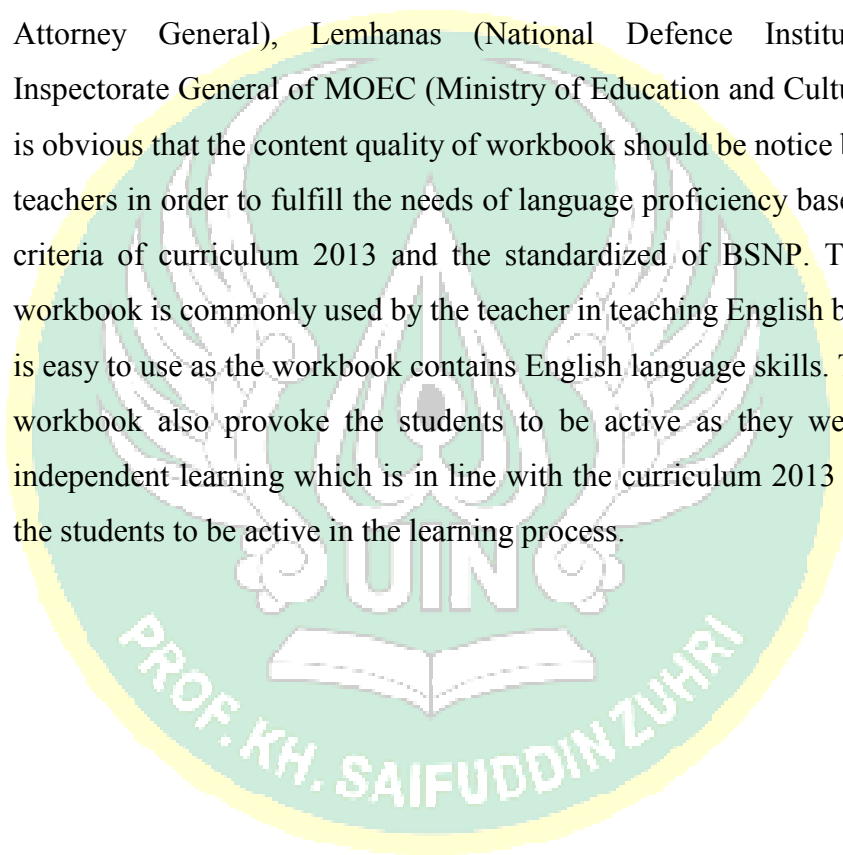 Attorney General), Lemhanas (National Defence Institu
Inspectorate General of MOEC (Ministry of Education and Cultu
is obvious that the content quality of workbook should be notice b
teachers in order to fulfill the needs of language proficiency base
criteria of curriculum 2013 and the standardized of BSNP. T
workbook is commonly used by the teacher in teaching English b
is easy to use as the workbook contains English language skills. T
workbook also provoke the students to be active as they we
independent learning which is in line with the curriculum 2013
the students to be active in the learning process.
UIN
PROF. KH. SAIFUDDIN ZUHRI